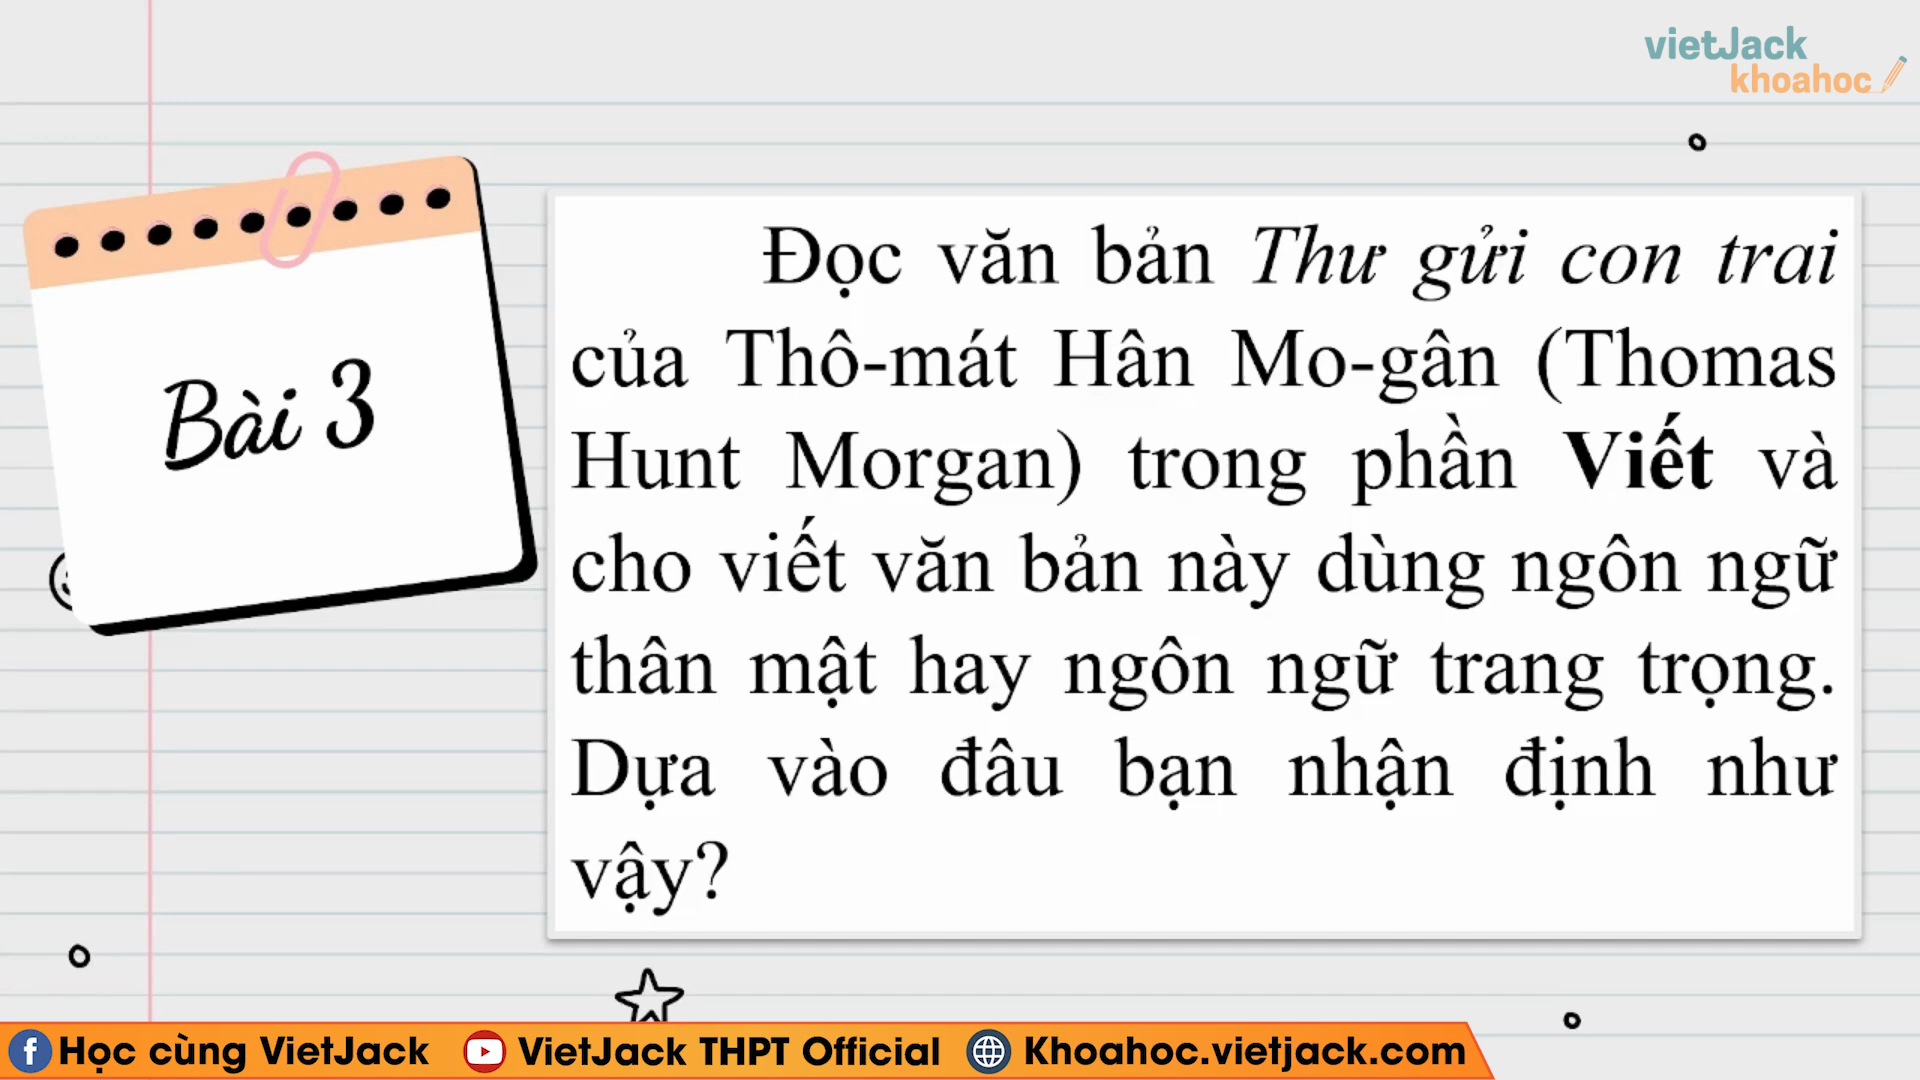 vietJack
khoahoc
Bài 3
Đọc văn bản Thư gửi con trai
của Thô-mát Hân Mo-gân (Thomas
Hunt Morgan) trong phần Viết và
cho viết văn bản này dùng ngôn ngữ
thân mật hay ngôn ngữ trang trọng.
Dựa vào đâu bạn nhận định như
vậy?
Học cùng VietJack VietJack THPT Official Khoahoc.vietjack.com